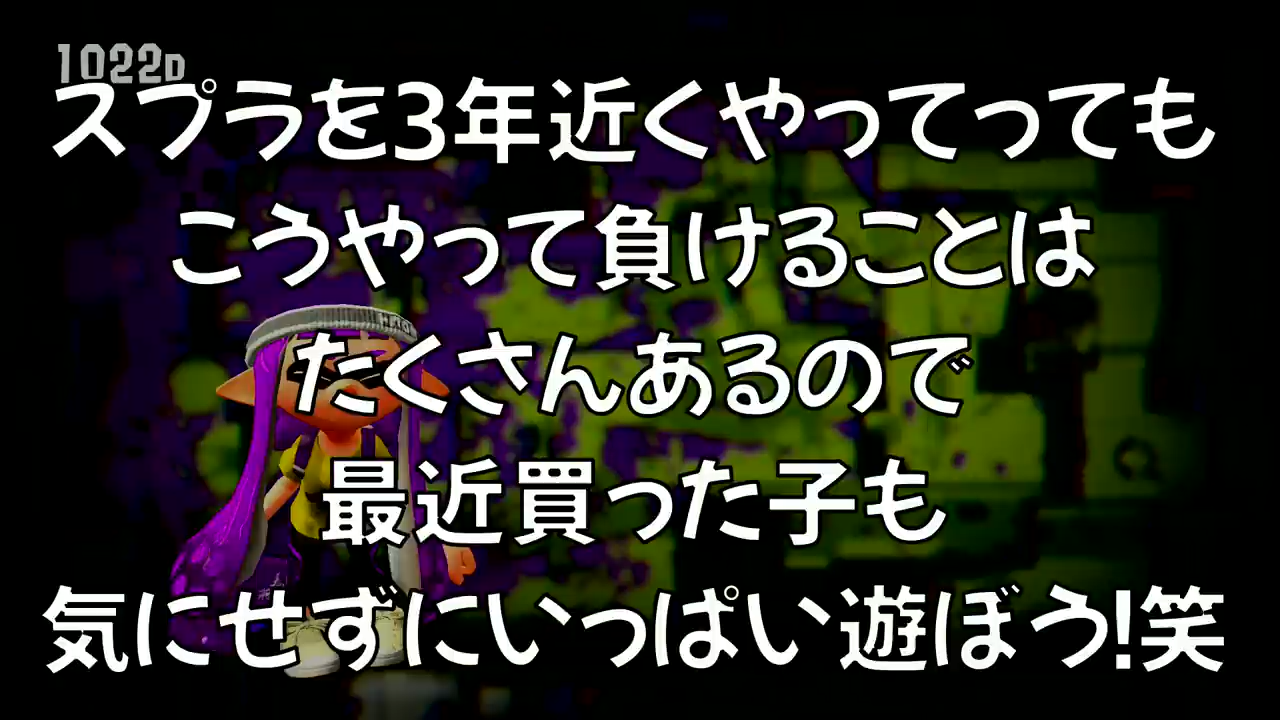 1022D
スプラを3年近くやってっても
こうやって負けることは
たくさんあるので
最近買った子も
気にせずにいっぱい遊ぼう!笑